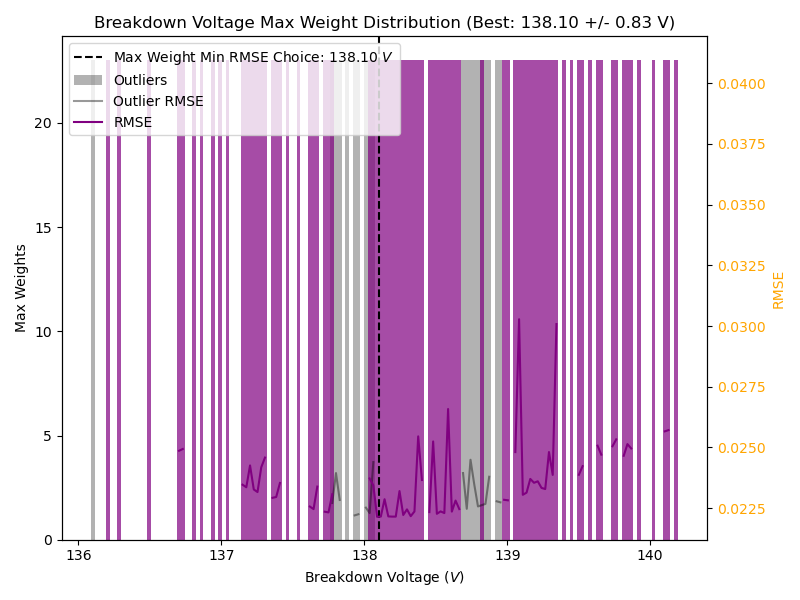 Breakdown Voltage Max Weight Distribution (Best: 138.10 +/- 0.83 V)
Max Weight Min RMSE Choice: 138.10 V
Outliers
Outlier RMSE
RMSE
Max Weights
20
15
10
5
0
0.0400
0.0375
0.0350
0.0325
0.0300
0.0275
0.0250
0.0225
RMSE
136 137 138 139 140
Breakdown Voltage (V)